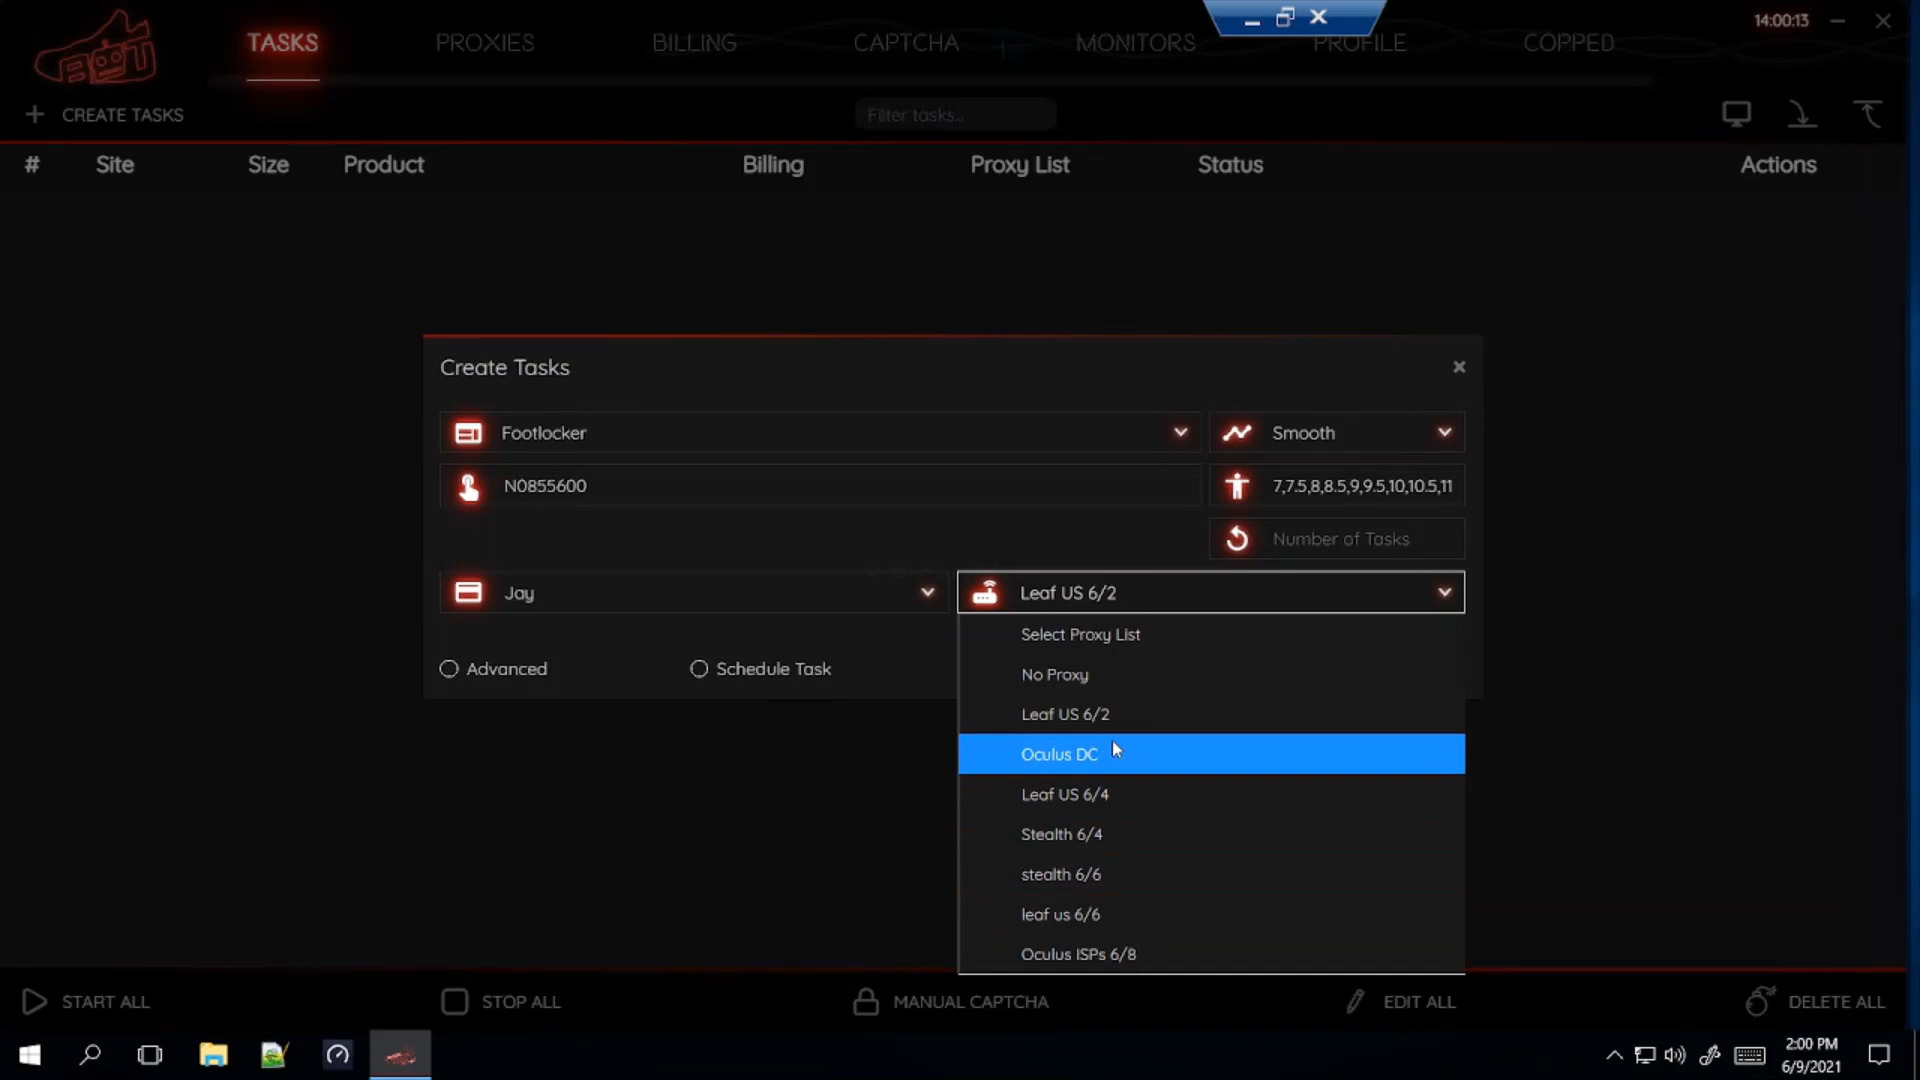 TASKS PROXIES BILLING CAPTCHA MONITORS PROFILE COPPED 14:00:13
CREATE TASKS Filter tasks...
# Site Size Product Billing Proxy List Status Actions
Create Tasks
Footlocker Smooth
N0855600 7,7.5,8,8.5,9,9.5,10,10.5,11
Number of Tasks
Jay Leaf US 6/2
Select Proxy List
Advanced Schedule Task
No Proxy
Leaf US 6/2
Oculus DC
Leaf US 6/4
Stealth 6/4
stealth 6/6
leaf us 6/6
Oculus ISPs 6/8
START ALL STOP ALL MANUAL CAPTCHA EDIT ALL DELETE ALL
2:00 PM
6/9/2021